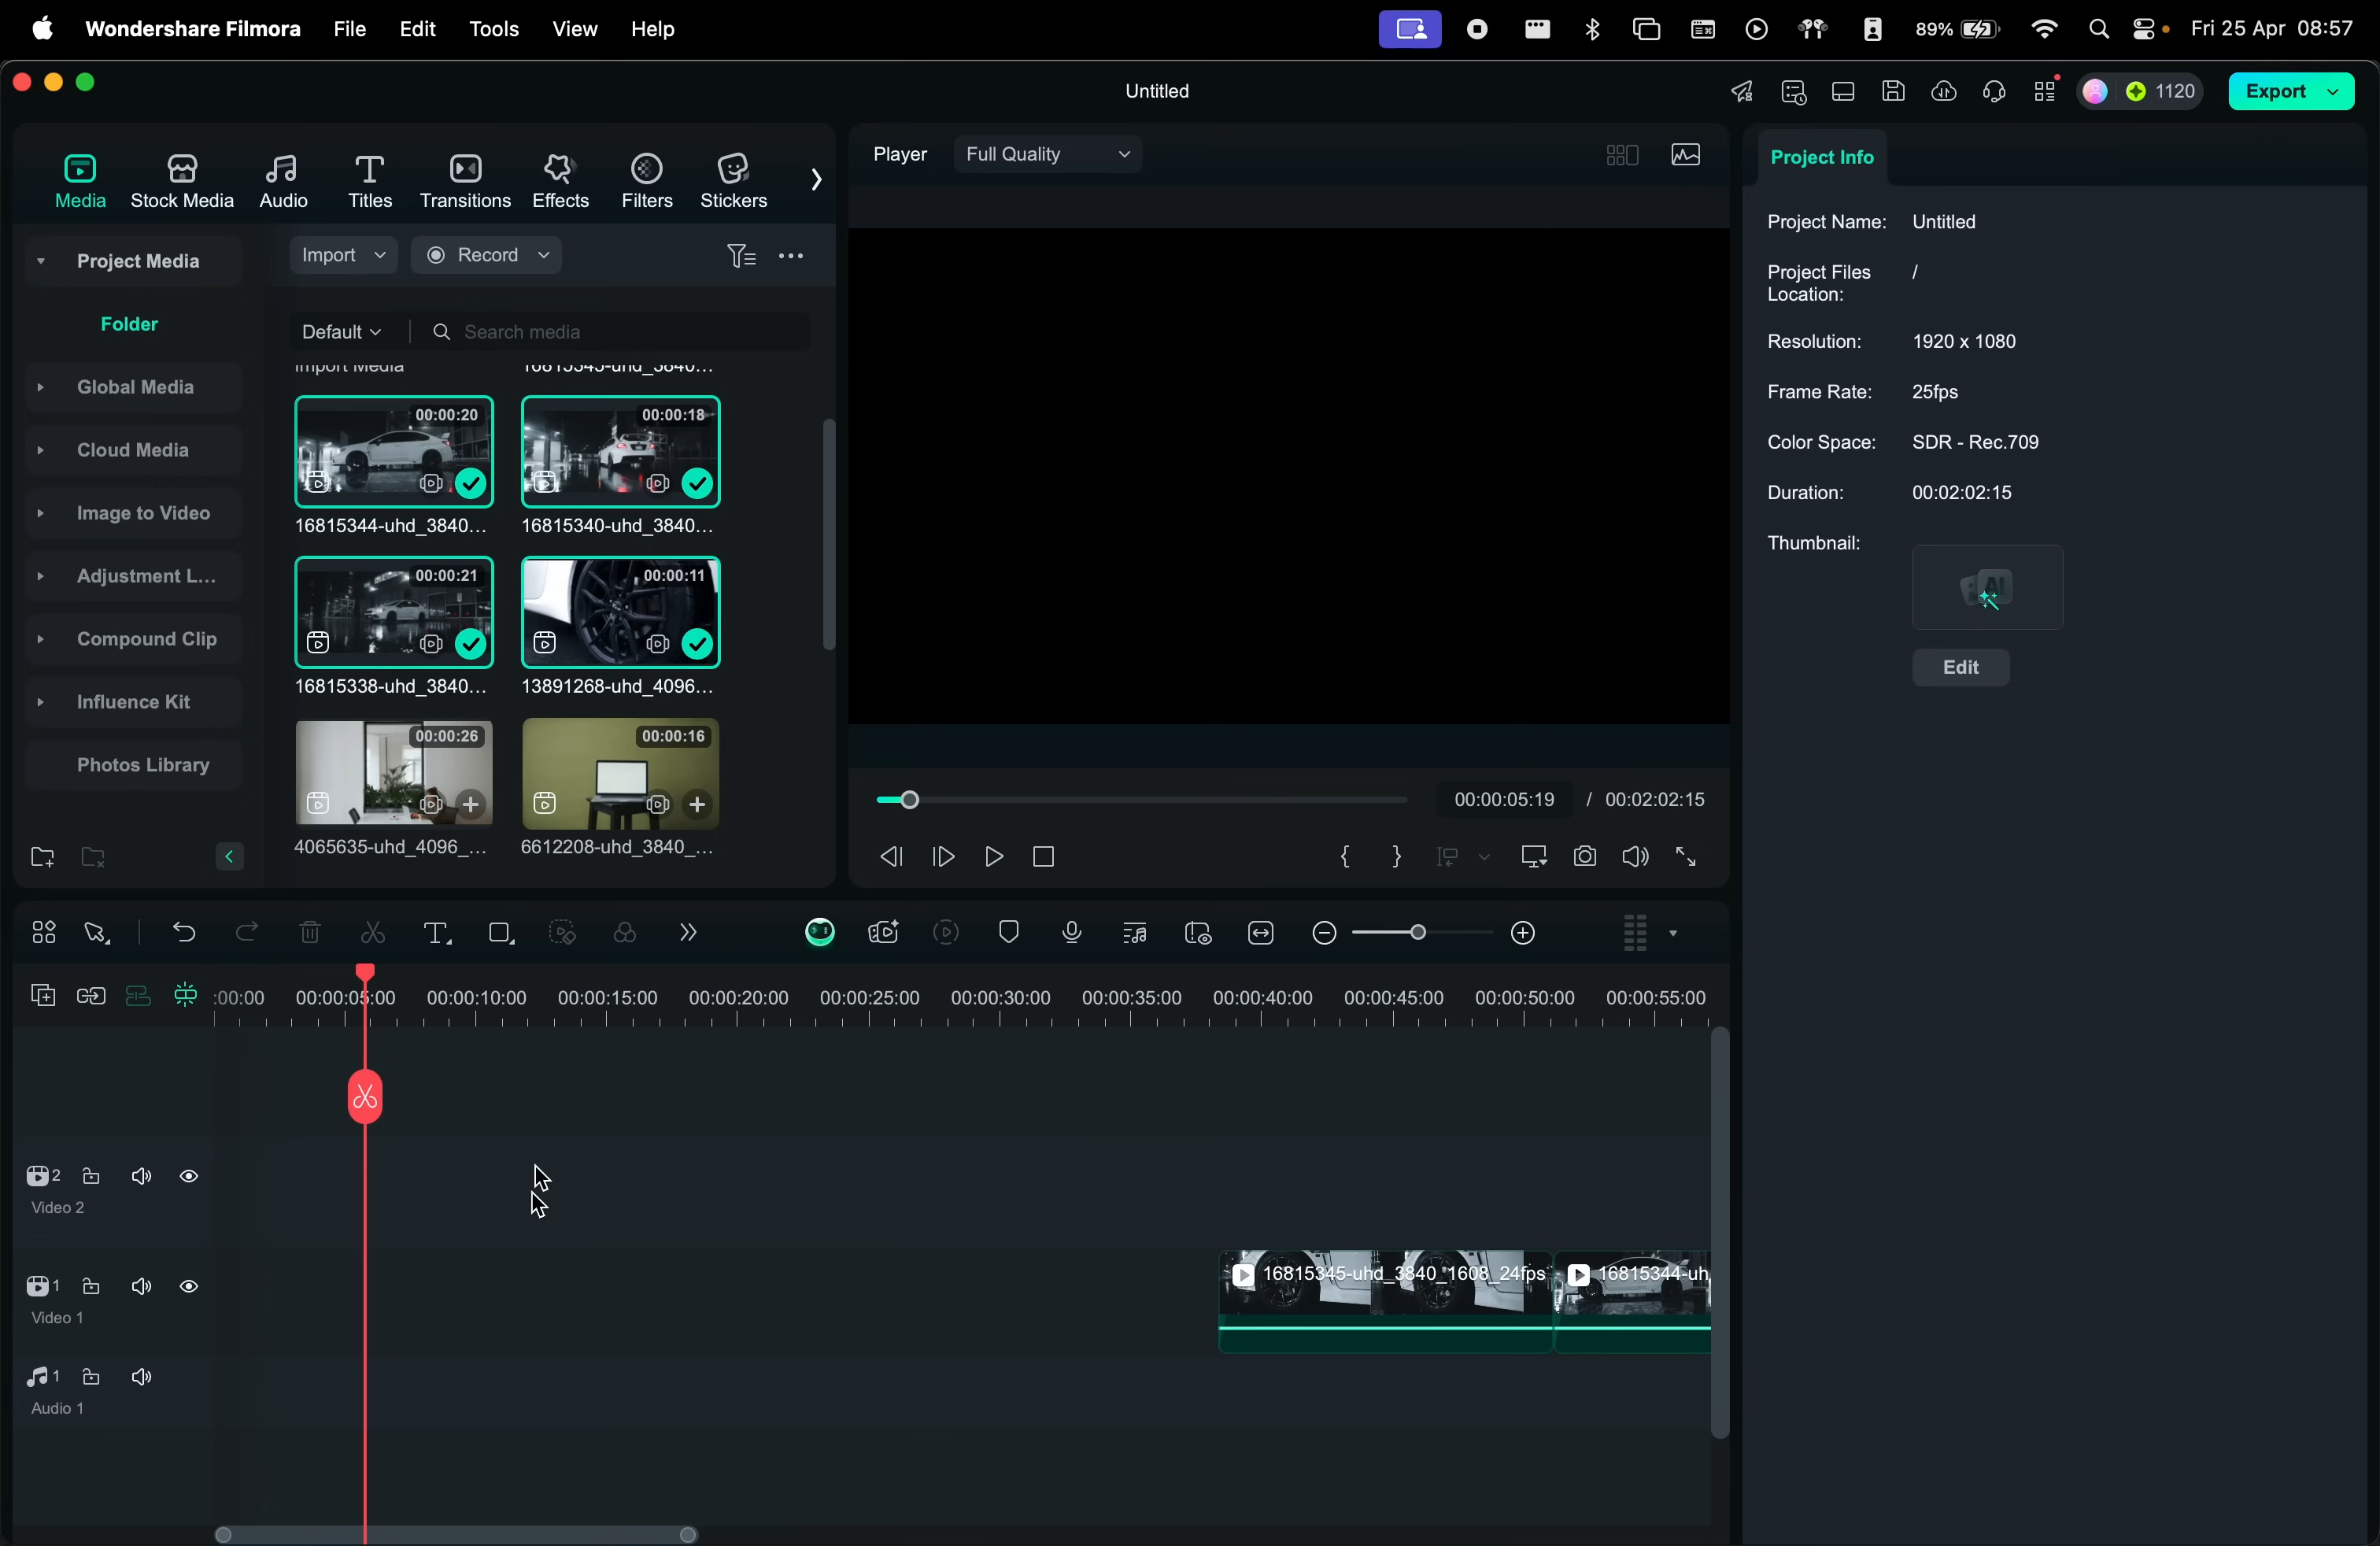 Wondershare Filmora File Edit Tools View Help 89% Fri 25 Apr 08:57
Untitled
1120
Export
Media Stock Media Audio Titles Transitions Effects Filters Stickers
Project Media
Folder
Global Media
Cloud Media
Image to Video
Adjustment L...
Compound Clip
Influence Kit
Photos Library
Import Record
Default Search media
Import Media 16815345-uhd_3840...
00:00:20 00:00:18
16815344-uhd_3840... 16815340-uhd_3840...
00:00:21 00:00:11
16815338-uhd_3840... 13891268-uhd_4096...
00:00:26 00:00:16
4065635-uhd_4096_... 6612208-uhd_3840_...
Player Full Quality
00:00:05:19 / 00:02:02:15
{ }
Project Info
Project Name: Untitled
Project Files /
Location:
Resolution: 1920 x 1080
Frame Rate: 25fps
Color Space: SDR - Rec.709
Duration: 00:02:02:15
Thumbnail:
AI
Edit
:00:00 00:00:05:00 00:00:10:00 00:00:15:00 00:00:20:00 00:00:25:00 00:00:30:00 00:00:35:00 00:00:40:00 00:00:45:00 00:00:50:00 00:00:55:00
2
Video 2
1
Video 1
16815345-uhd_3840_1608_24fps 16815344-uh
1
Audio 1